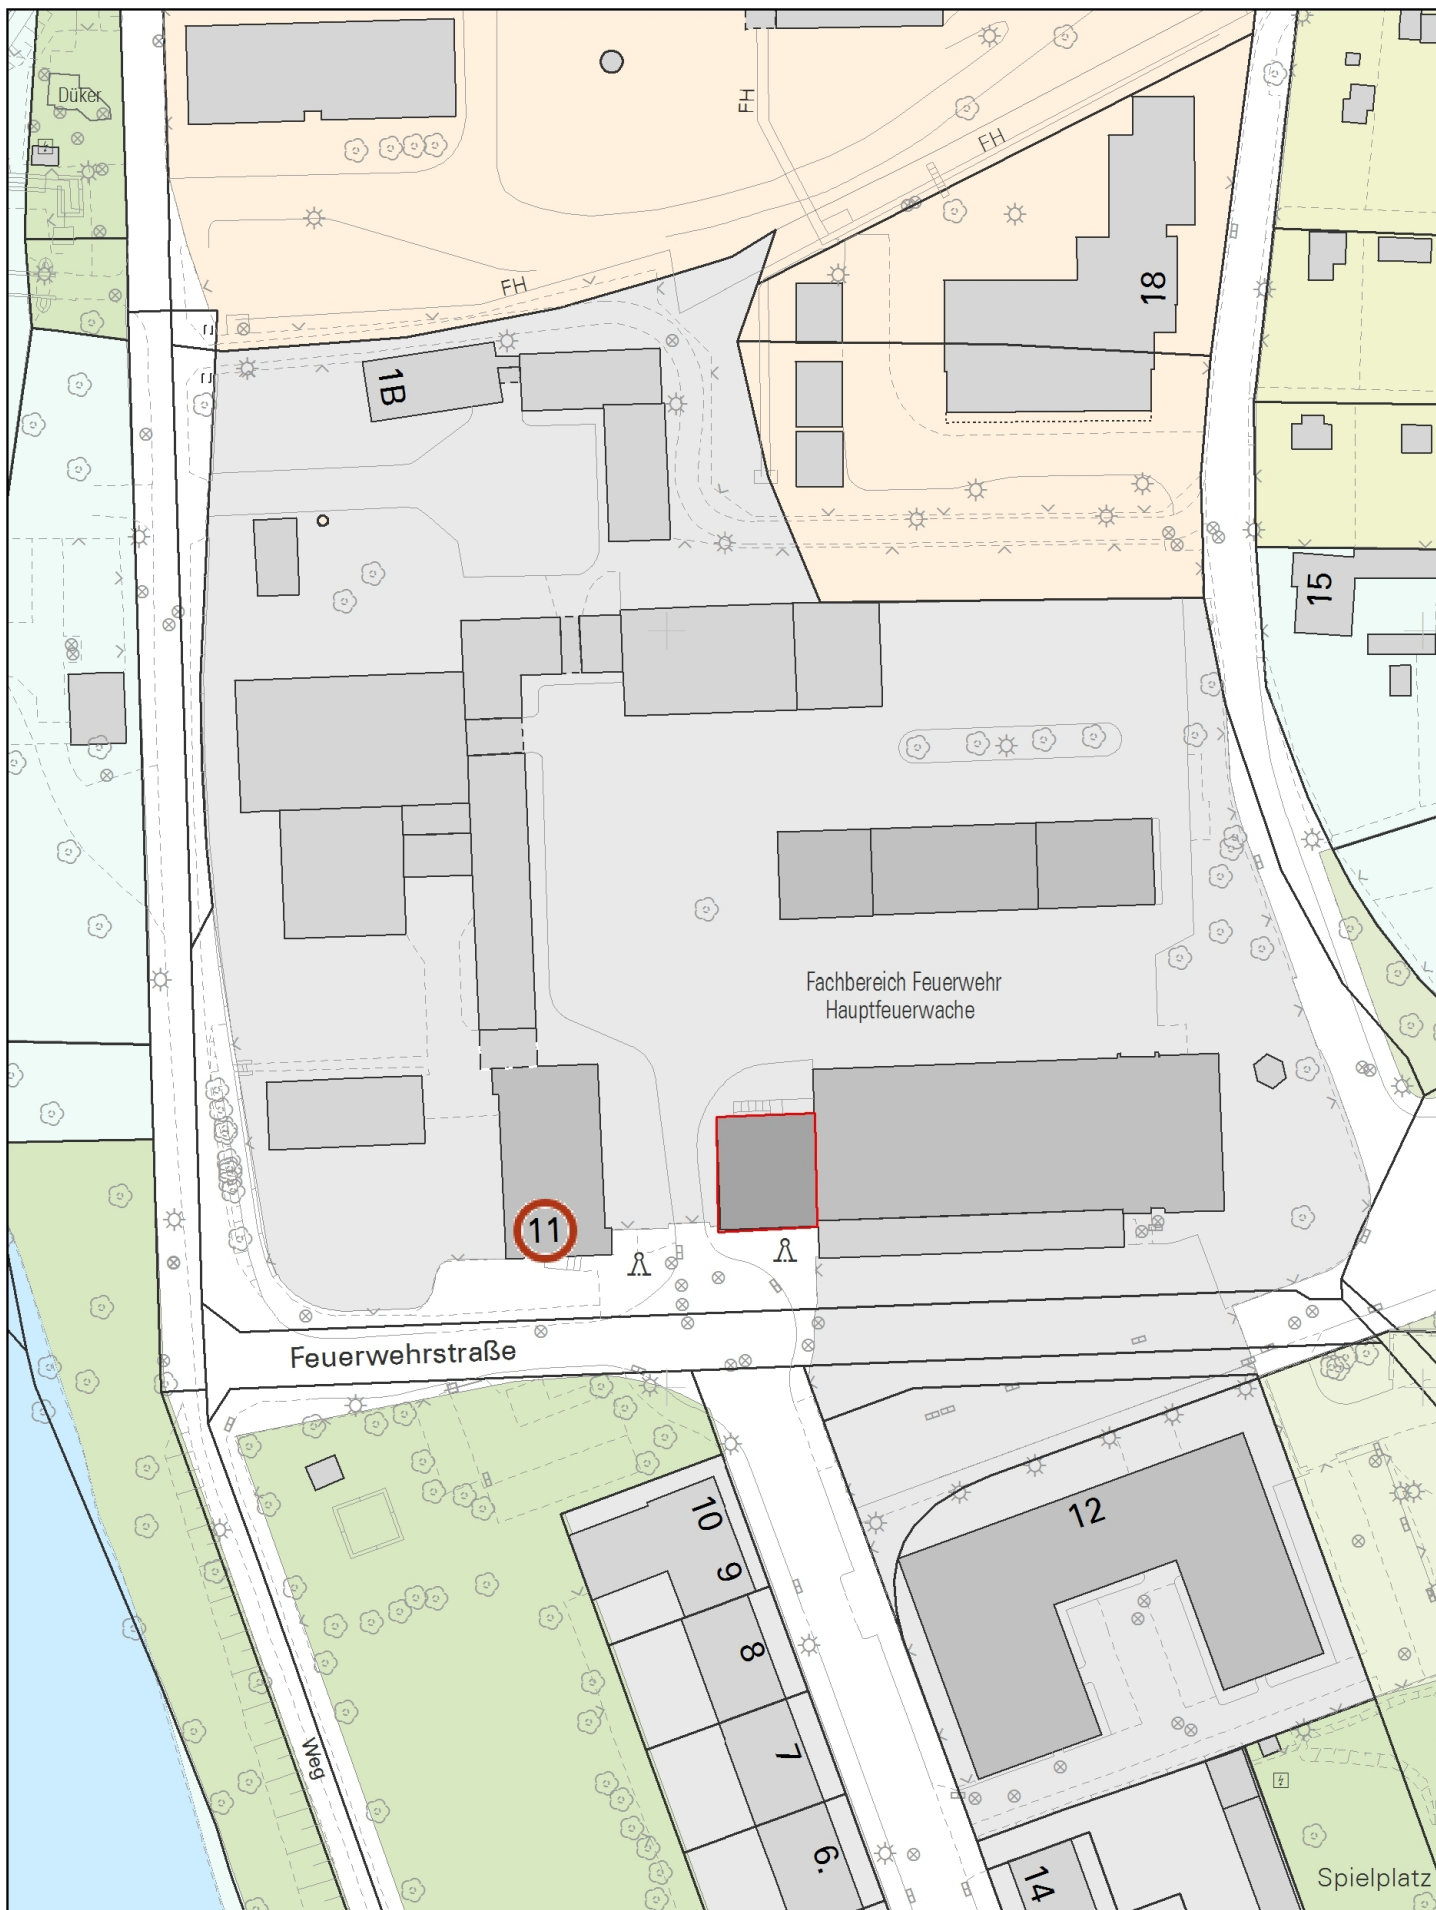 Düker
FH
FH
18
FH
1B
15
Fachbereich Feuerwehr
Hauptfeuerwache
11
Feuerwehrstraße
10
9
12
8
7
Weg
6.
14
Spielplatz